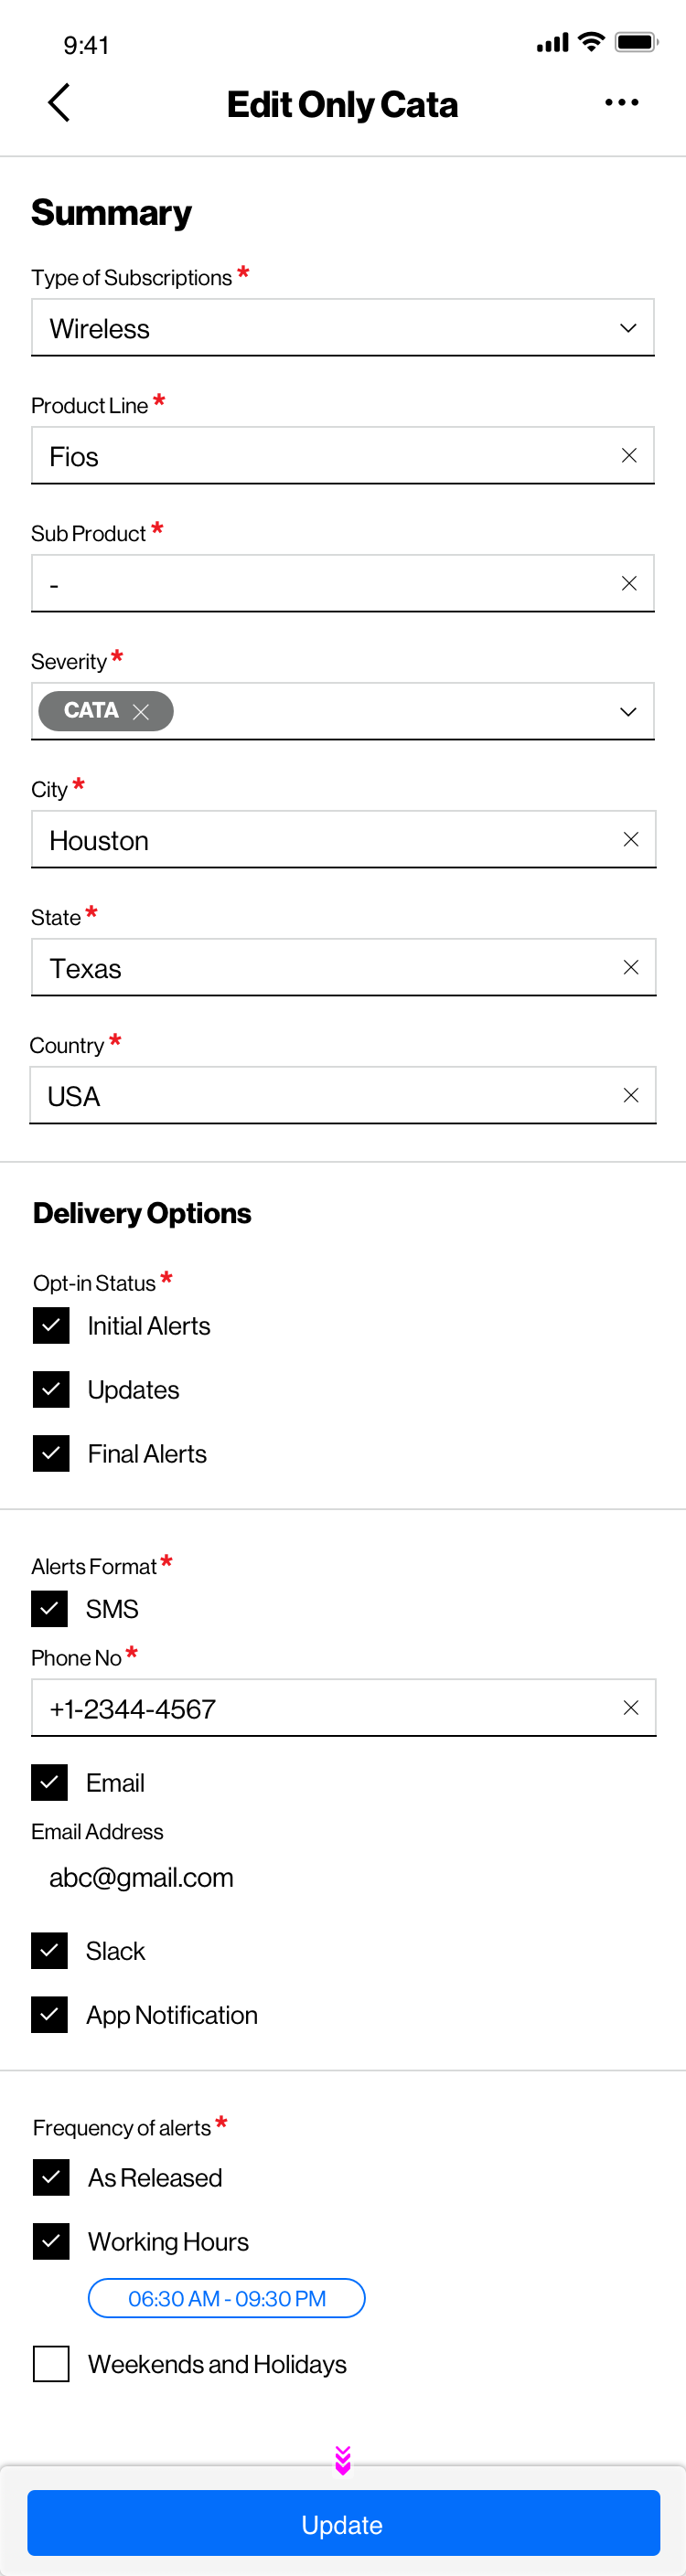 9:41
Edit Only Cata
Summary
Type of Subscriptions *
Wireless
Product Line *
Fios
Sub Product *
-
Severity *
CATA
City *
Houston
State *
Texas
Country *
USA
Delivery Options
Opt-in Status *
Initial Alerts
Updates
Final Alerts
Alerts Format *
SMS
Phone No *
+1-2344-4567
Email
Email Address
abc@gmail.com
Slack
App Notification
Frequency of alerts *
As Released
Working Hours
06:30 AM - 09:30 PM
Weekends and Holidays
Update